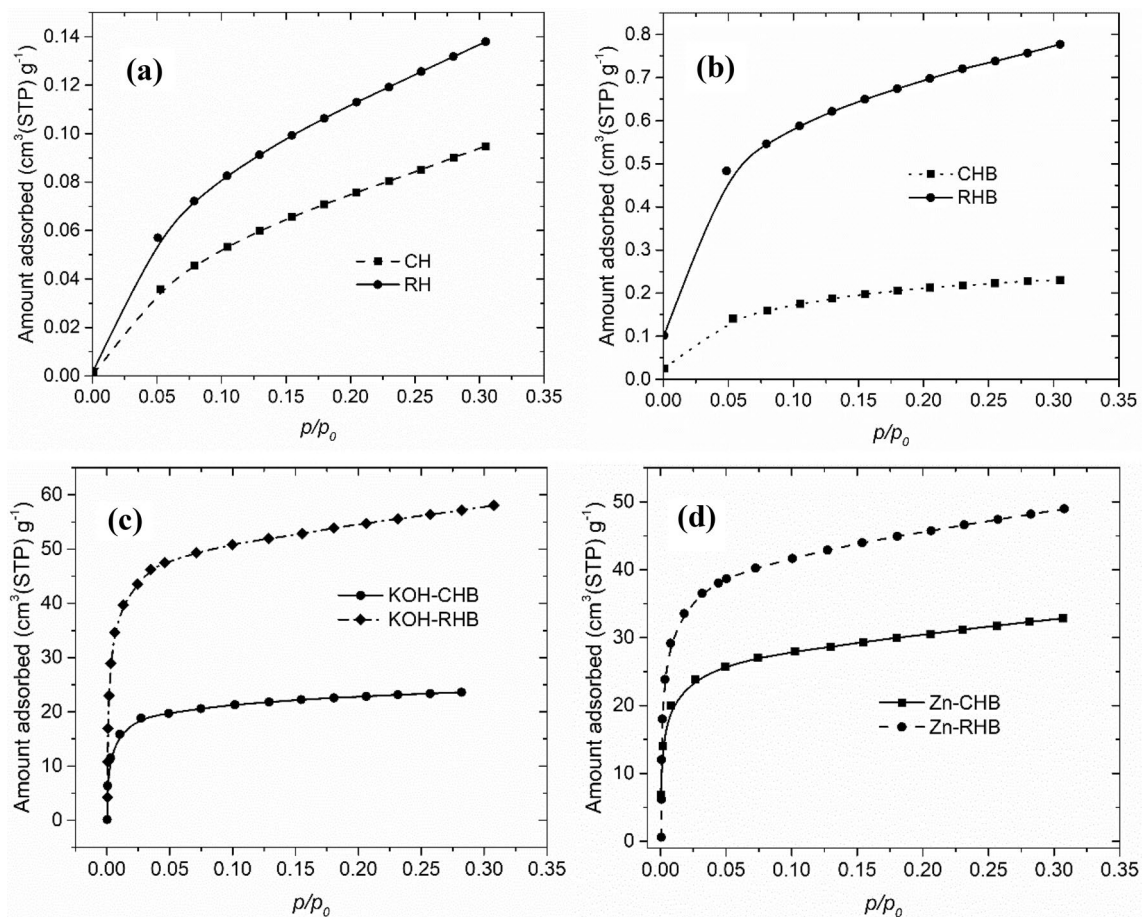 (a)
Amount adsorbed (cm³(STP) g⁻¹)
0.14
0.12
0.10
0.08
0.06
0.04
0.02
0.00
CH
RH
0.00 0.05 0.10 0.15 0.20 0.25 0.30 0.35
p/p₀
(b)
Amount adsorbed (cm³(STP) g⁻¹)
0.8
0.7
0.6
0.5
0.4
0.3
0.2
0.1
0.0
CHB
RHB
0.00 0.05 0.10 0.15 0.20 0.25 0.30 0.35
p/p₀
(c)
Amount adsorbed (cm³(STP) g⁻¹)
60
50
40
30
20
10
0
KOH-CHB
KOH-RHB
0.00 0.05 0.10 0.15 0.20 0.25 0.30 0.35
p/p₀
(d)
Amount adsorbed (cm³(STP) g⁻¹)
50
40
30
20
10
0
Zn-CHB
Zn-RHB
0.00 0.05 0.10 0.15 0.20 0.25 0.30 0.35
p/p₀